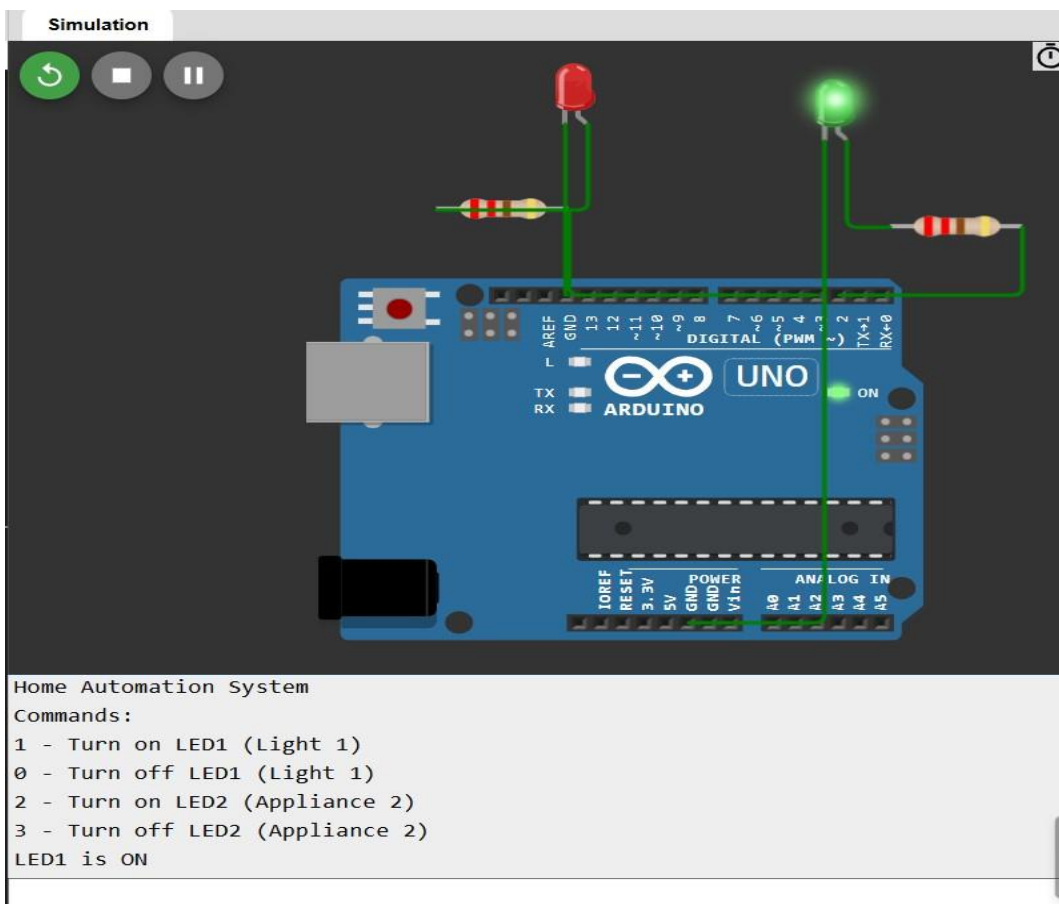 Simulation
AREF
GND
13
12
~11
~10
~9
8
7
~6
~5
4
~3
2
TX→1
RX←0
DIGITAL (PWM ~)
L
TX
RX
UNO
ARDUINO
ON
POWER
ANALOG IN
IOREF
RESET
3.3V
5V
GND
GND
Vin
A0
A1
A2
A3
A4
A5
Home Automation System
Commands:
1 - Turn on LED1 (Light 1)
0 - Turn off LED1 (Light 1)
2 - Turn on LED2 (Appliance 2)
3 - Turn off LED2 (Appliance 2)
LED1 is ON